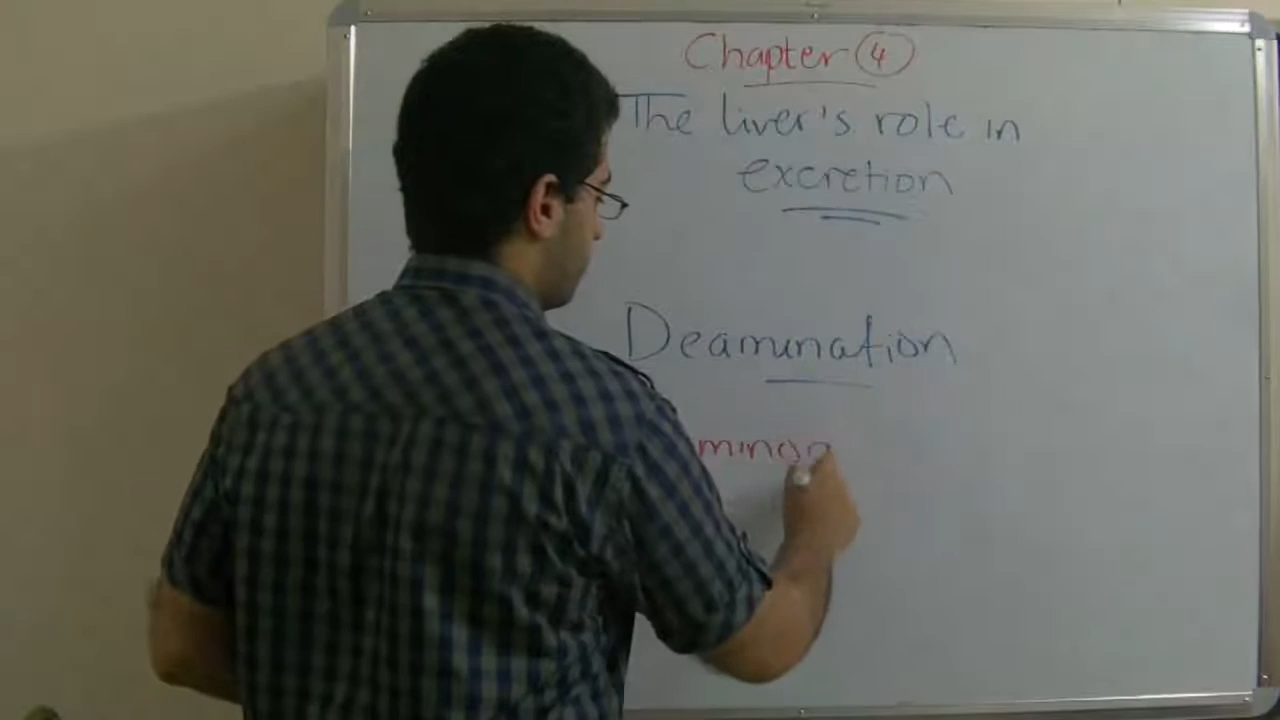 Chapter 4
The liver's role in
excretion
Deamination